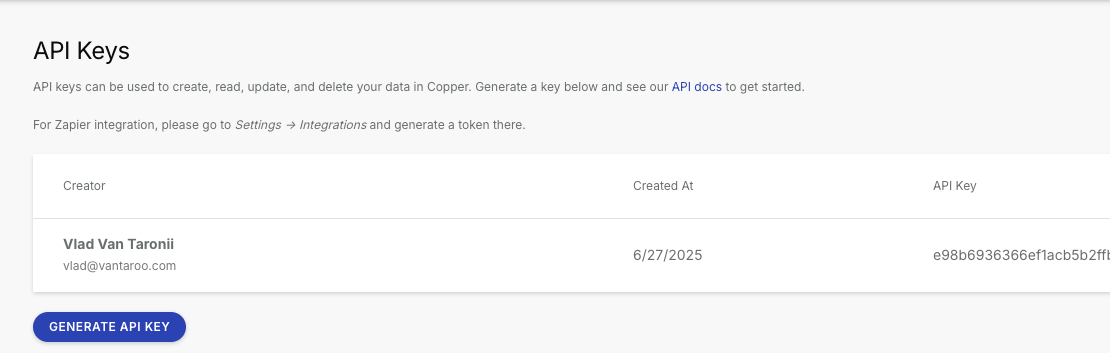 API Keys
API keys can be used to create, read, update, and delete your data in Copper. Generate a key below and see our API docs to get started.
For Zapier integration, please go to Settings → Integrations and generate a token there.
Creator Created At API Key
Vlad Van Taronii
vlad@vantaroo.com
6/27/2025 e98b6936366ef1acb5b2ff
GENERATE API KEY